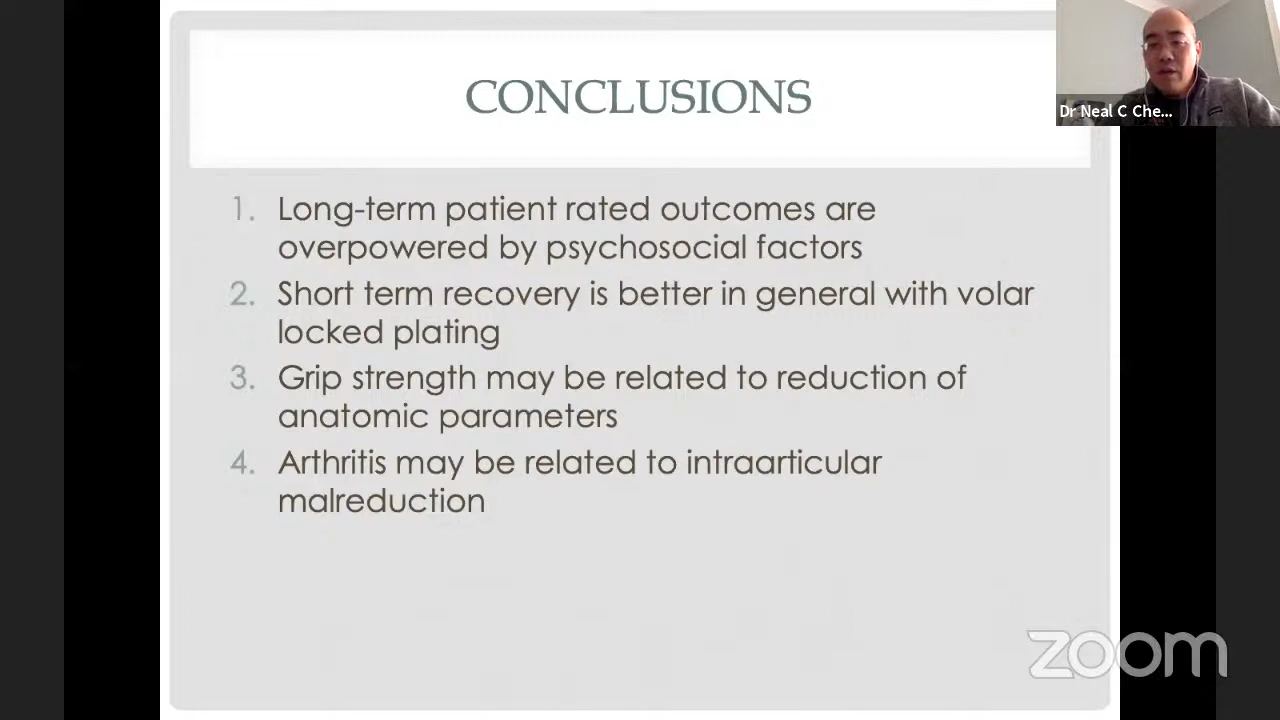 CONCLUSIONS
Dr Neal C Che...
1. Long-term patient rated outcomes are
overpowered by psychosocial factors
2. Short term recovery is better in general with volar
locked plating
3. Grip strength may be related to reduction of
anatomic parameters
4. Arthritis may be related to intraarticular
malreduction
zoom